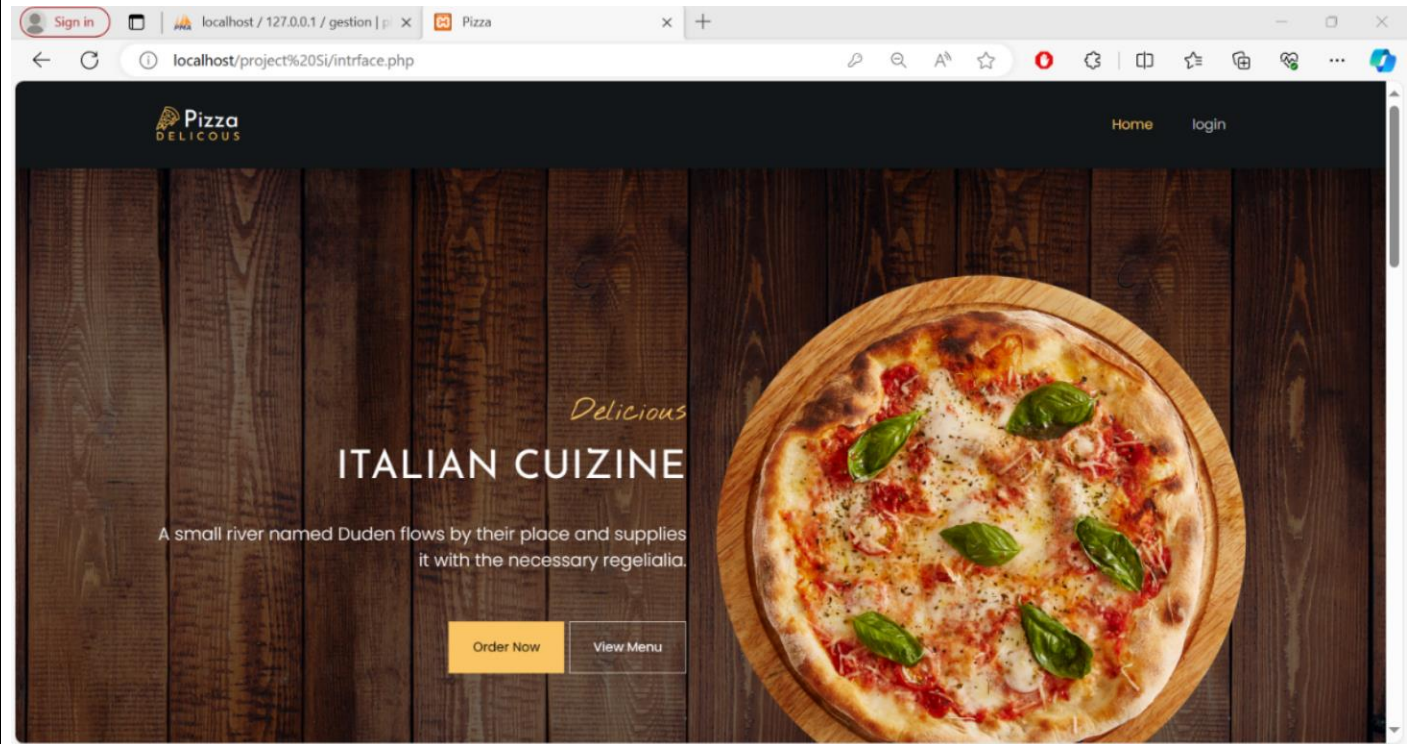 Sign in
localhost / 127.0.0.1 / gestion | p
Pizza
localhost/project%20Si/intrface.php
Pizza
DELICOUS
Home
login
Delicious
ITALIAN CUIZINE
A small river named Duden flows by their place and supplies
it with the necessary regelialia.
Order Now
View Menu